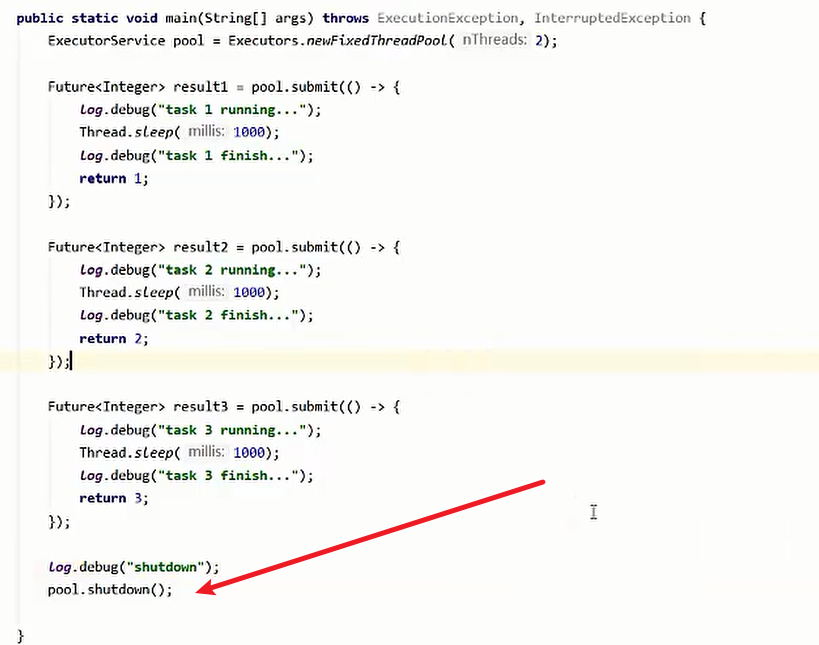 public static void main(String[] args) throws ExecutionException, InterruptedException {
    ExecutorService pool = Executors.newFixedThreadPool( nThreads: 2);
    Future<Integer> result1 = pool.submit(() -> {
        log.debug("task 1 running...");
        Thread.sleep( millis: 1000);
        log.debug("task 1 finish...");
        return 1;
    });
    Future<Integer> result2 = pool.submit(() -> {
        log.debug("task 2 running...");
        Thread.sleep( millis: 1000);
        log.debug("task 2 finish...");
        return 2;
    });
    Future<Integer> result3 = pool.submit(() -> {
        log.debug("task 3 running...");
        Thread.sleep( millis: 1000);
        log.debug("task 3 finish...");
        return 3;
    });
    log.debug("shutdown");
    pool.shutdown();
}